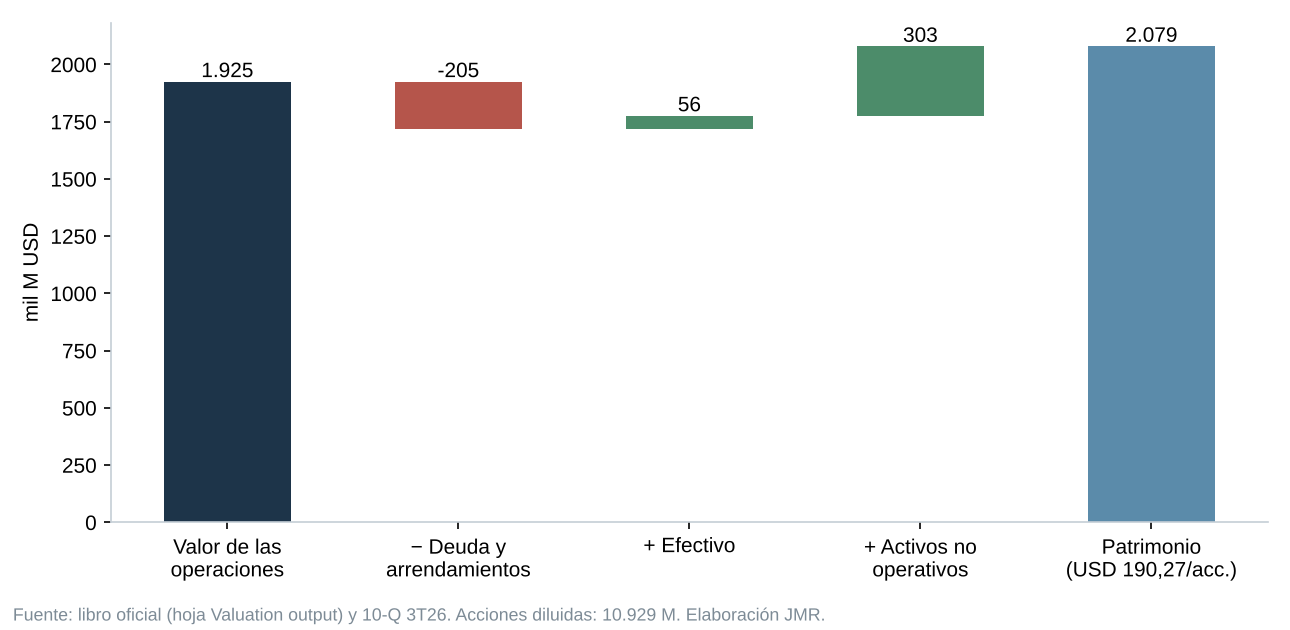 mil M USD
2000
1750
1500
1250
1000
750
500
250
0
1.925
-205
56
303
2.079
Valor de las
operaciones
− Deuda y
arrendamientos
+ Efectivo
+ Activos no
operativos
Patrimonio
(USD 190,27/acc.)
Fuente: libro oficial (hoja Valuation output) y 10-Q 3T26. Acciones diluidas: 10.929 M. Elaboración JMR.